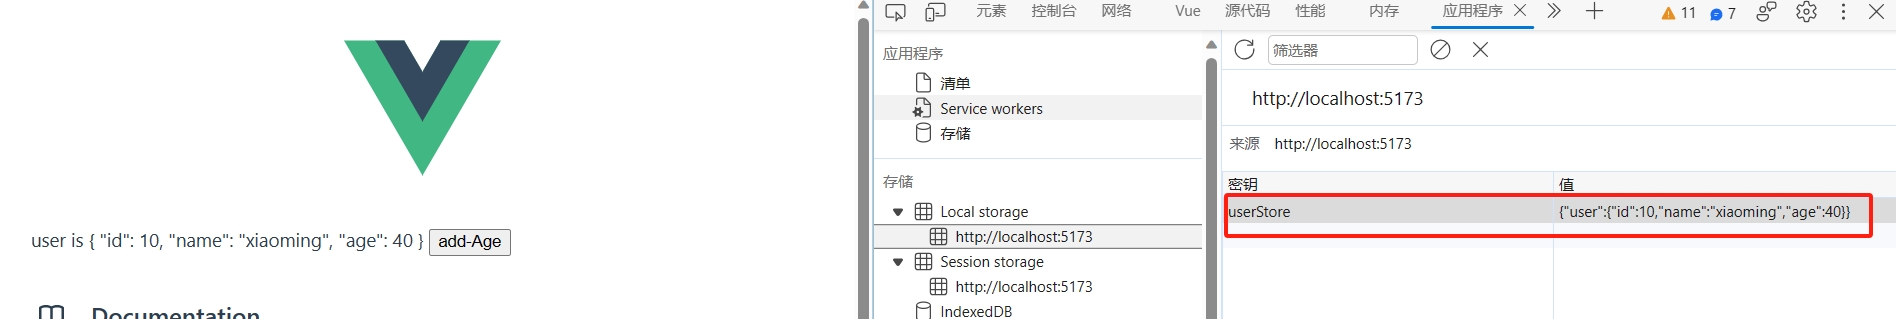 元素 控制台 网络 Vue 源代码 性能 内存 应用程序 11 7
应用程序
清单
Service workers
存储
存储
Local storage
http://localhost:5173
Session storage
http://localhost:5173
IndexedDB
筛选器
http://localhost:5173
来源 http://localhost:5173
密钥 值
userStore {"user":{"id":10,"name":"xiaoming","age":40}}
user is { "id": 10, "name": "xiaoming", "age": 40 } add-Age
Documentation